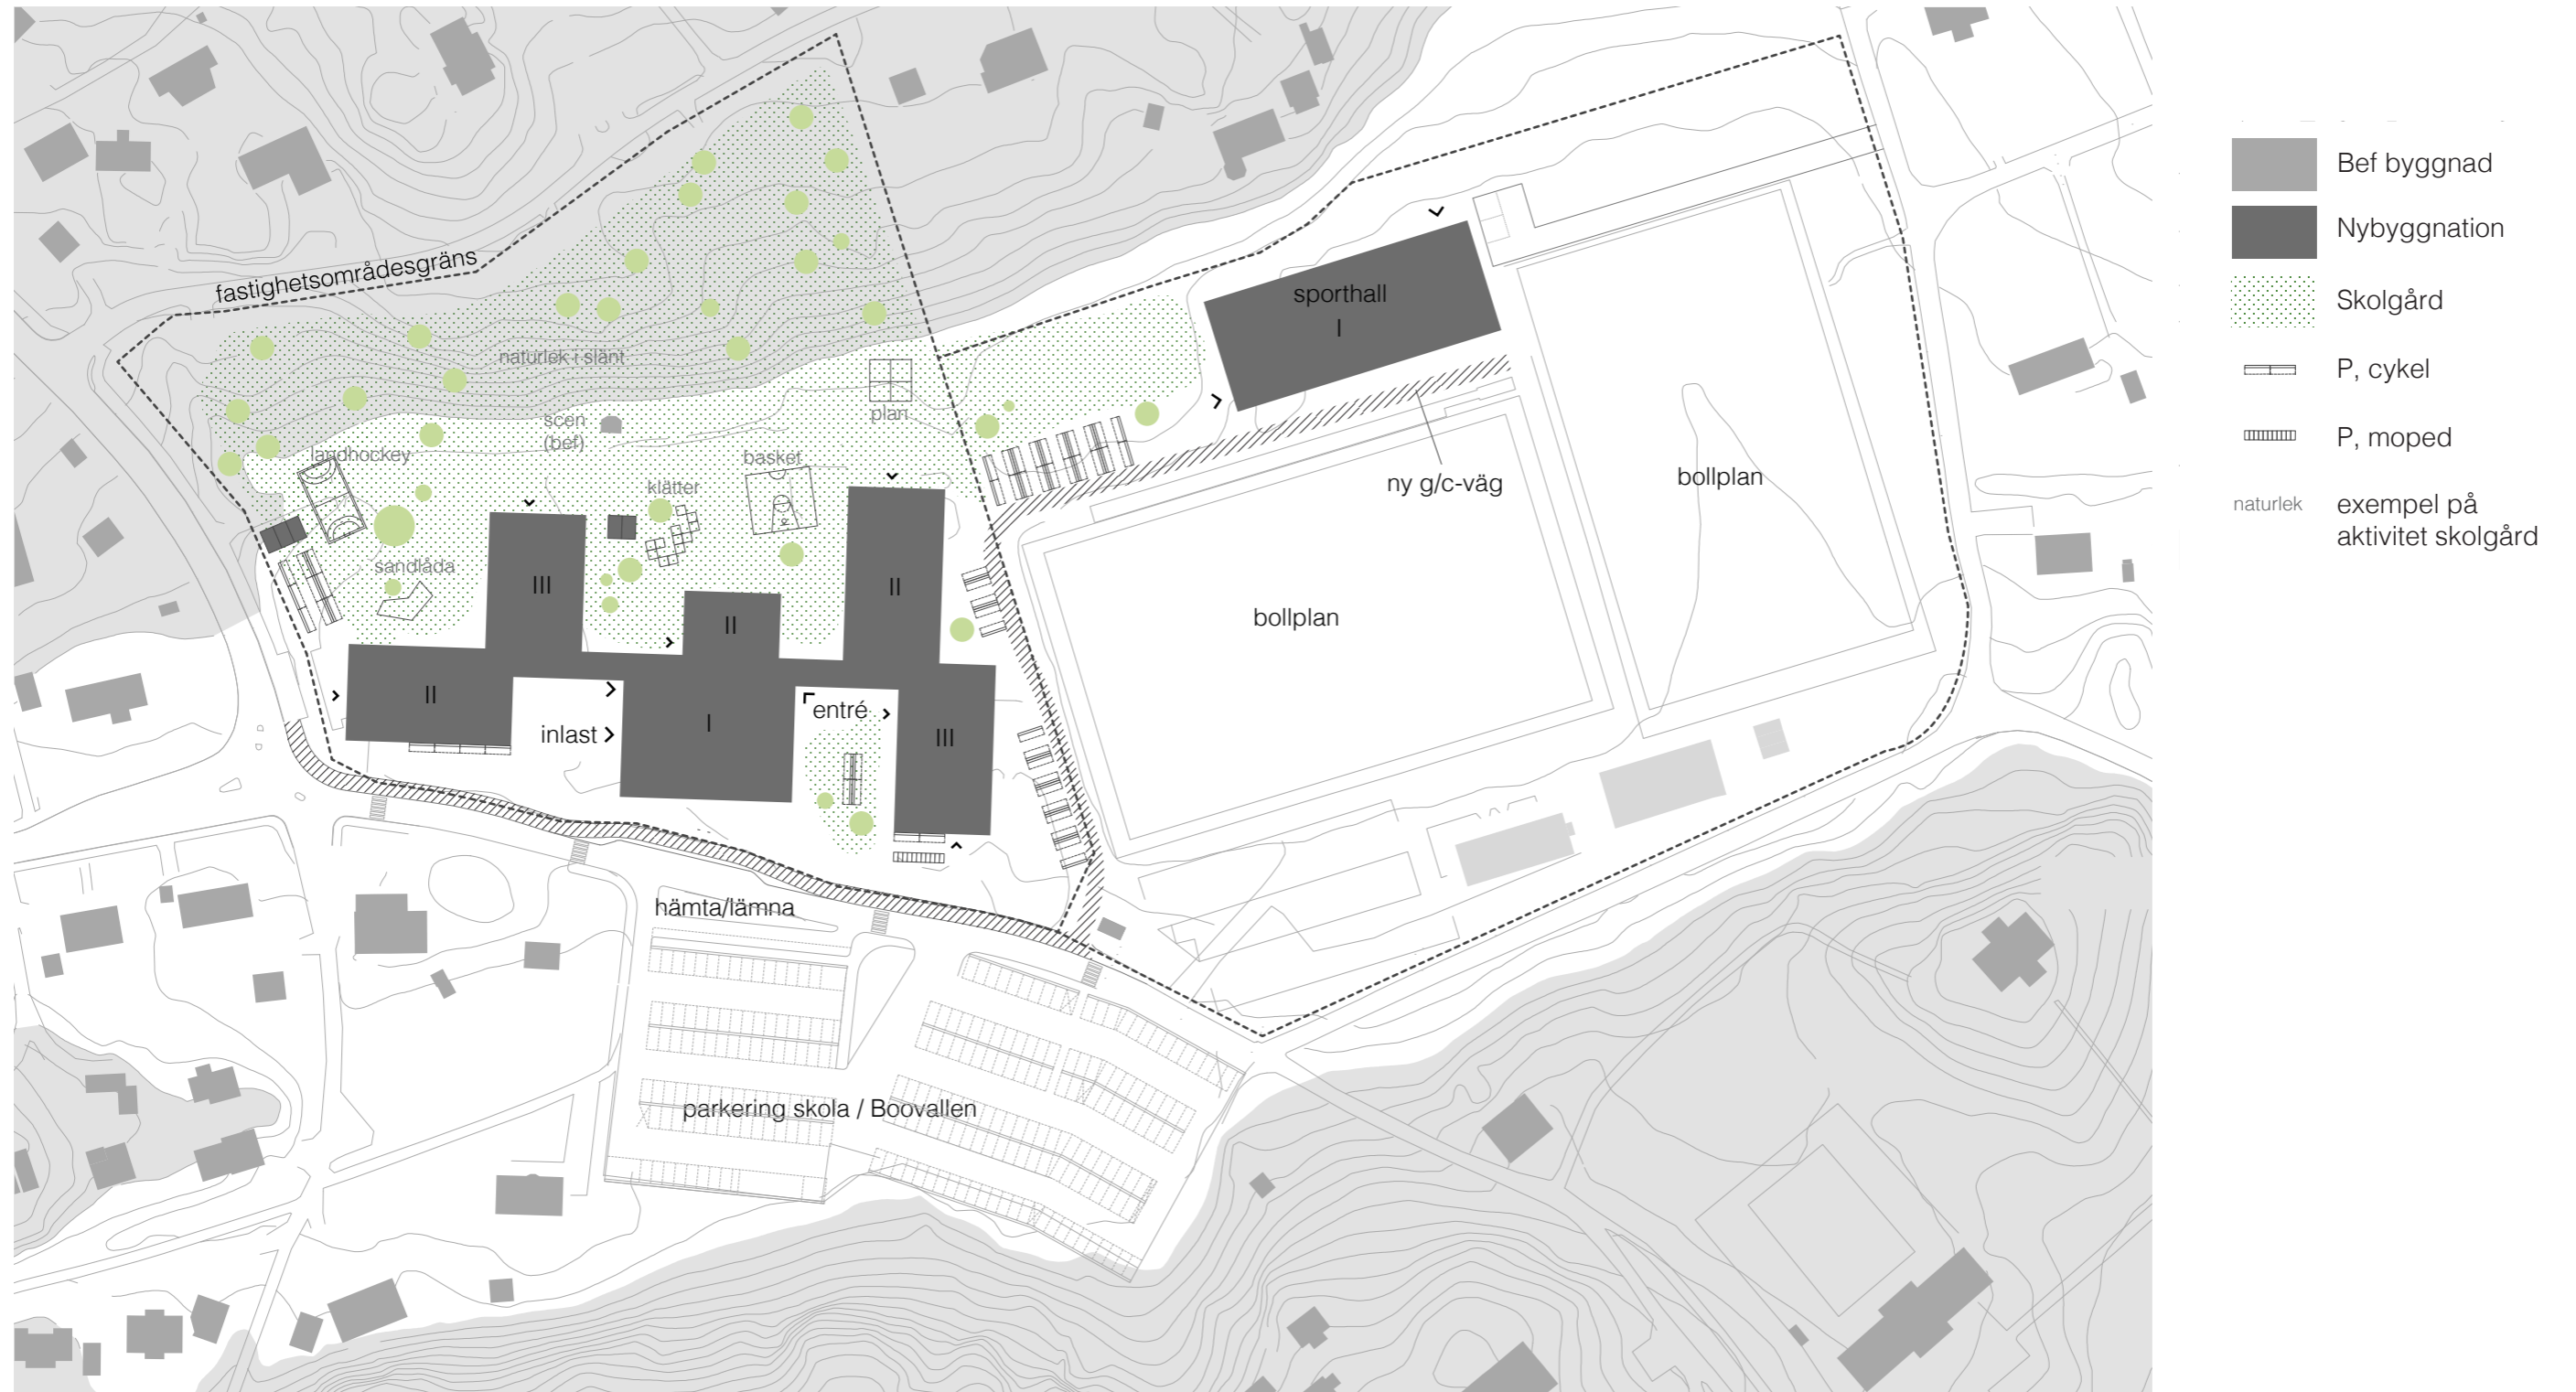 fastighetsområdesgräns
naturlek i slänt
scen
(bef)
plan
landhockey
basket
klätter
sandlåda
sporthall
I
ny g/c-väg
bollplan
bollplan
III
II
II
II
I
III
inlast
entré
hämta/lämna
parkering skola / Boovallen
Bef byggnad
Nybyggnation
Skolgård
P, cykel
P, moped
naturlek
exempel på
aktivitet skolgård